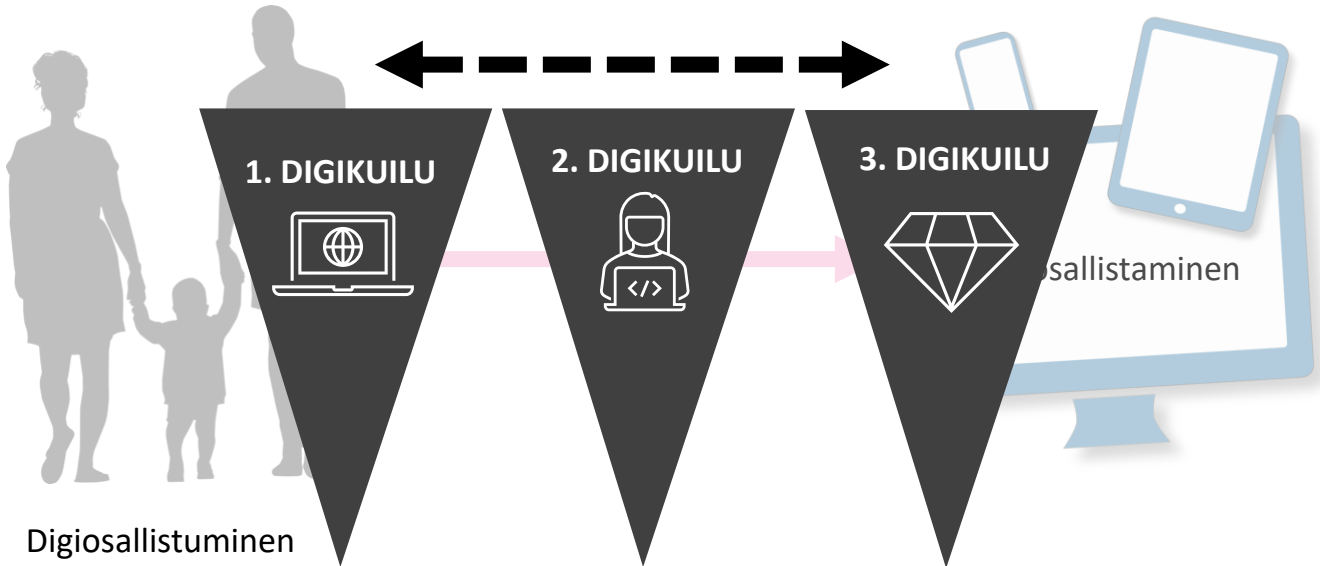 1. DIGIKUILU
2. DIGIKUILU
3. DIGIKUILU
</>
osallistaminen
Digiosallistuminen